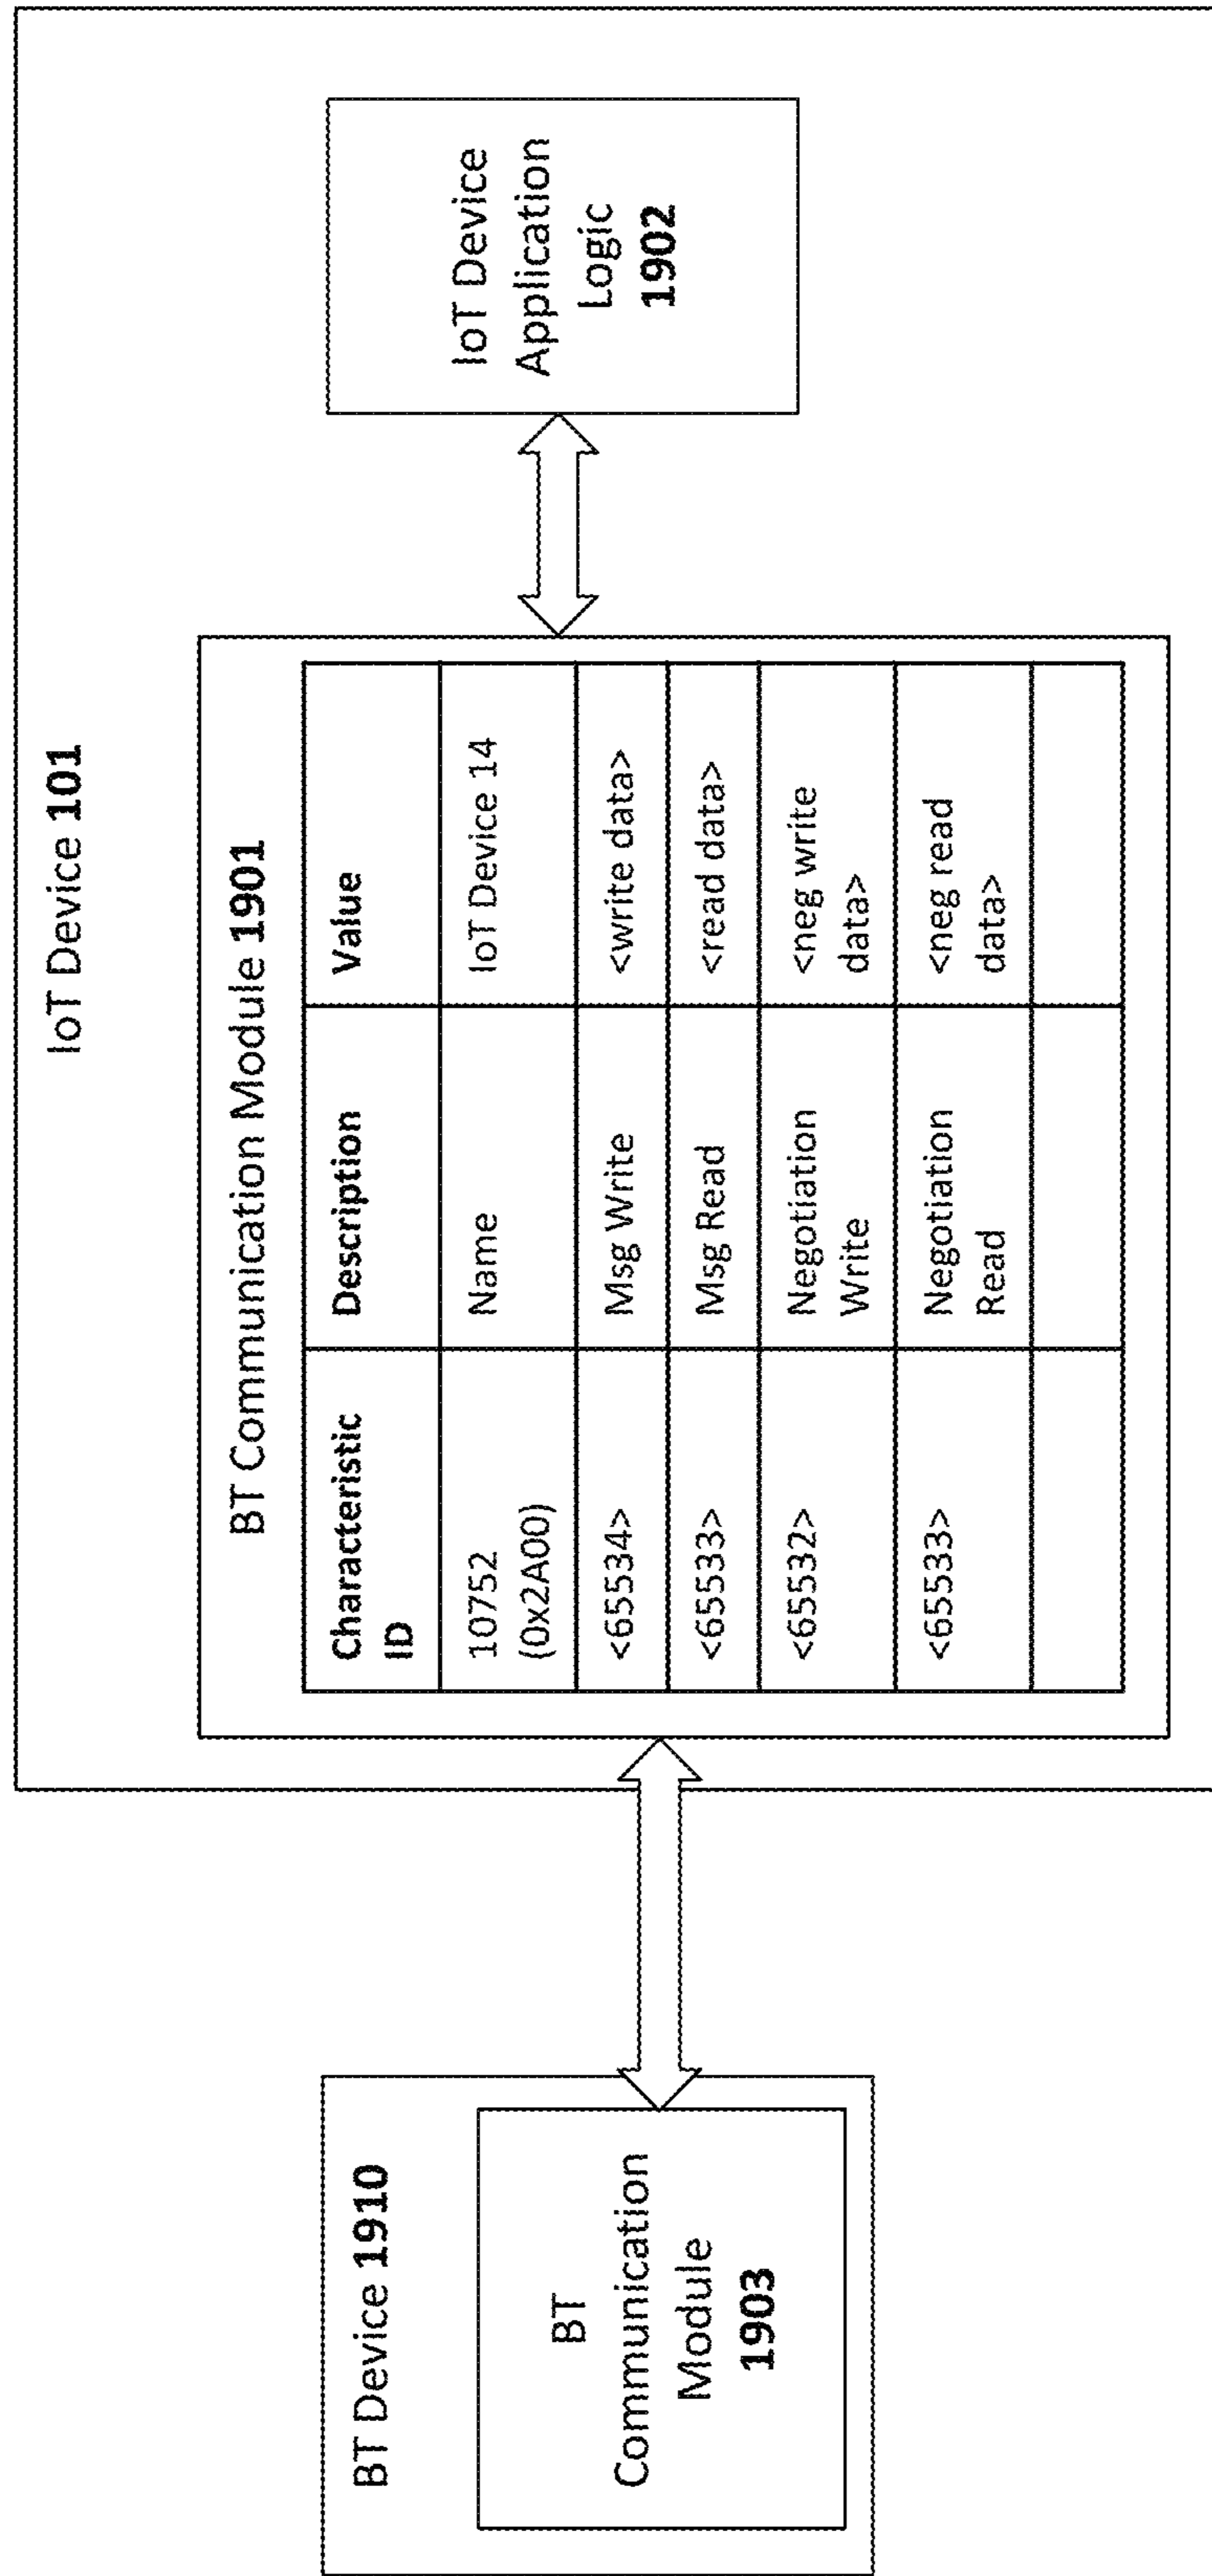 IoT Device 101
BT Device 1910
BT
Communication
Module
1903
BT Communication Module 1901
Characteristic ID Description Value
10752 (0x2A00) Name IoT Device 14
<65534> Msg Write <write data>
<65533> Msg Read <read data>
<65532> Negotiation Write <neg write data>
<65533> Negotiation Read <neg read data>
IoT Device
Application
Logic
1902